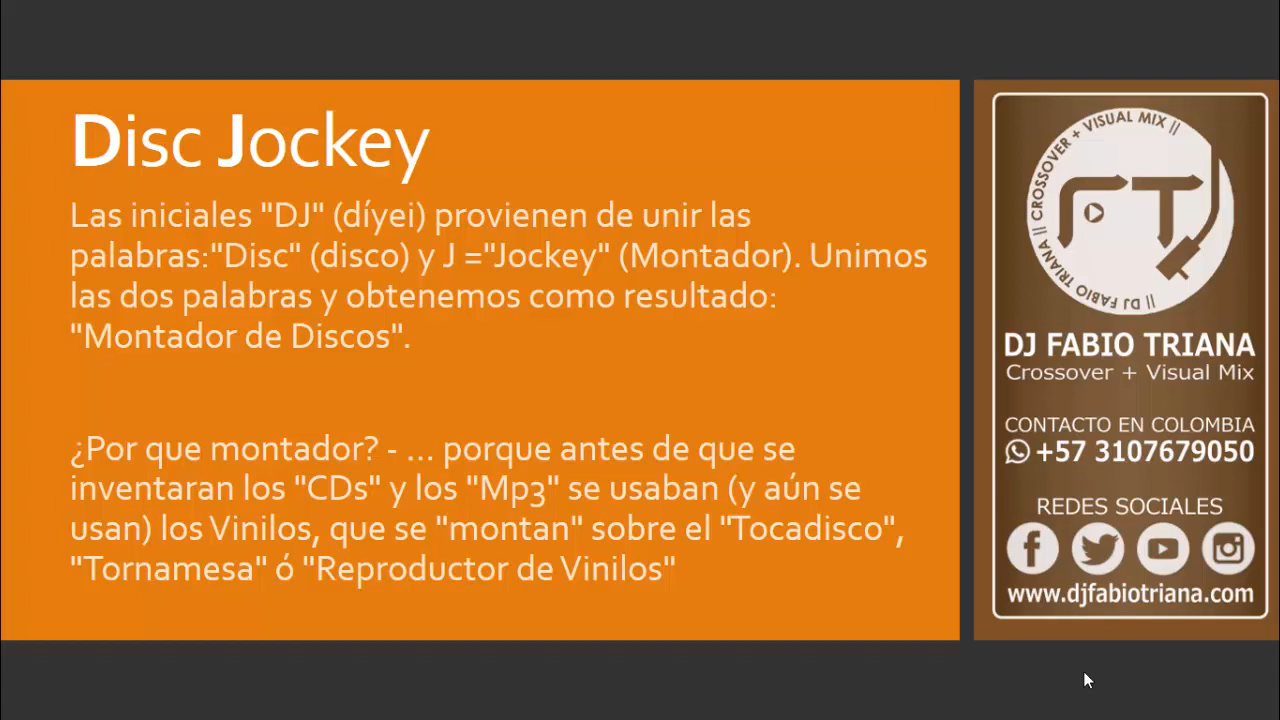 Disc Jockey
Las iniciales "DJ" (díyei) provienen de unir las
palabras:"Disc" (disco) y J ="Jockey" (Montador). Unimos
las dos palabras y obtenemos como resultado:
"Montador de Discos".
¿Por que montador? - ... porque antes de que se
inventaran los "CDs" y los "Mp3" se usaban (y aún se
usan) los Vinilos, que se "montan" sobre el "Tocadisco",
"Tornamesa" ó "Reproductor de Vinilos"
|| DJ FABIO TRIANA || CROSSOVER + VISUAL MIX ||
FT
DJ FABIO TRIANA
Crossover + Visual Mix
CONTACTO EN COLOMBIA
+57 3107679050
REDES SOCIALES
www.djfabiotriana.com